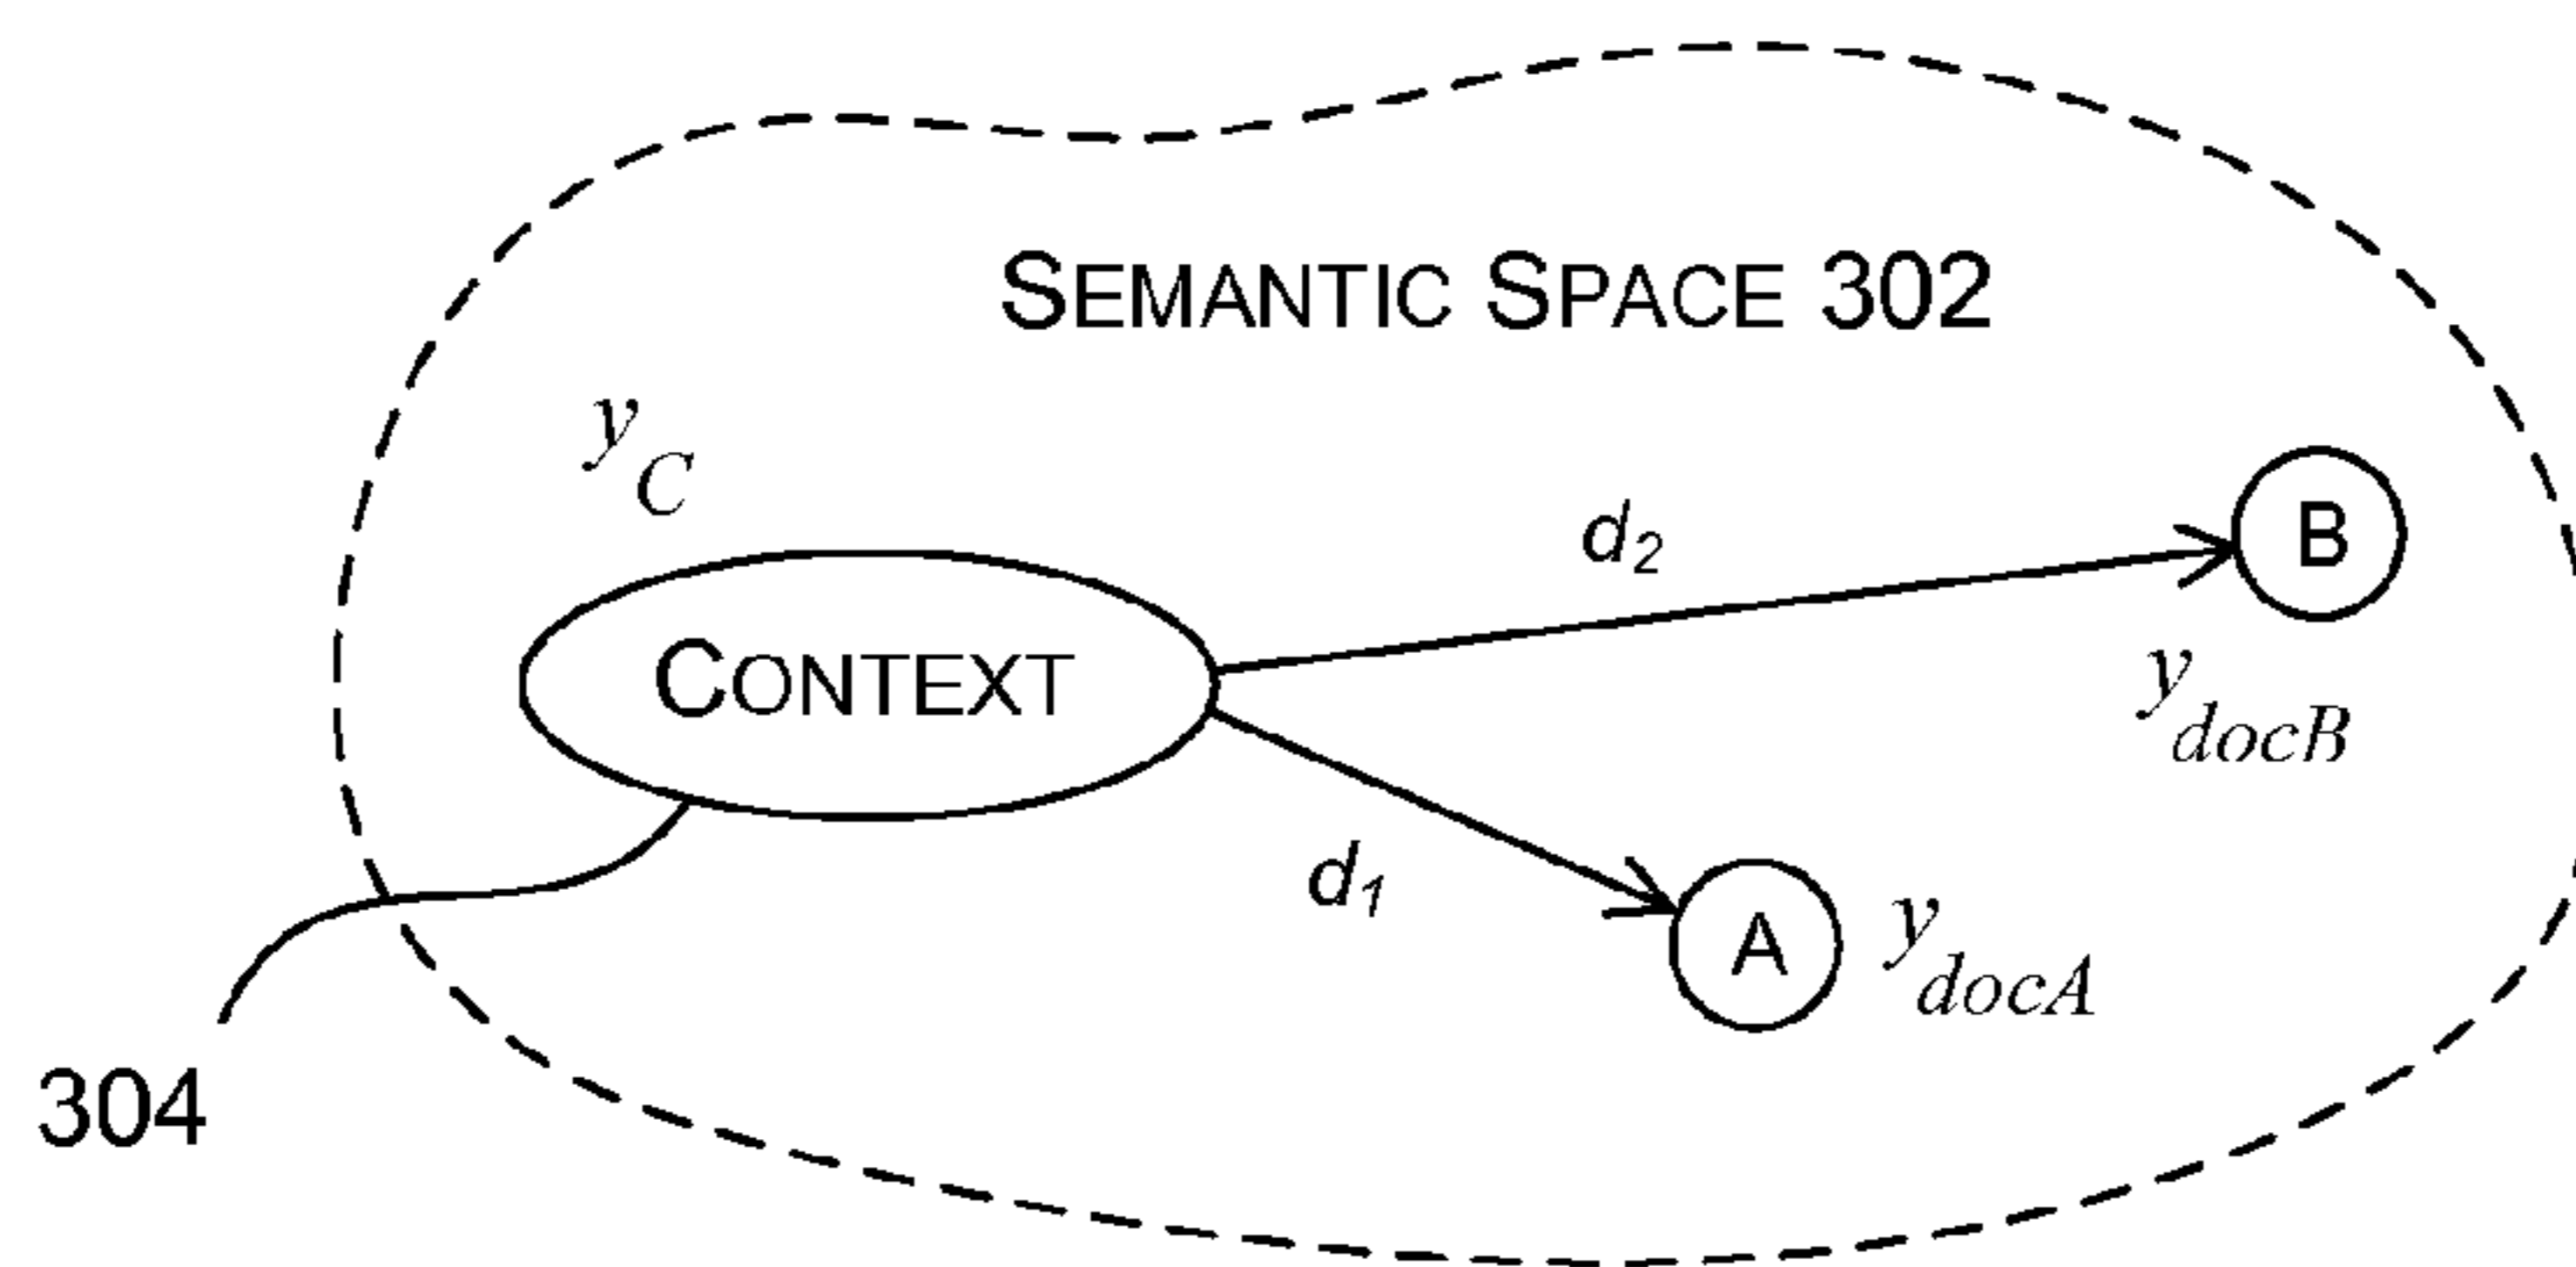 SEMANTIC SPACE 302
y_C
d_2
B
CONTEXT
y_docB
d_1
A
y_docA
304